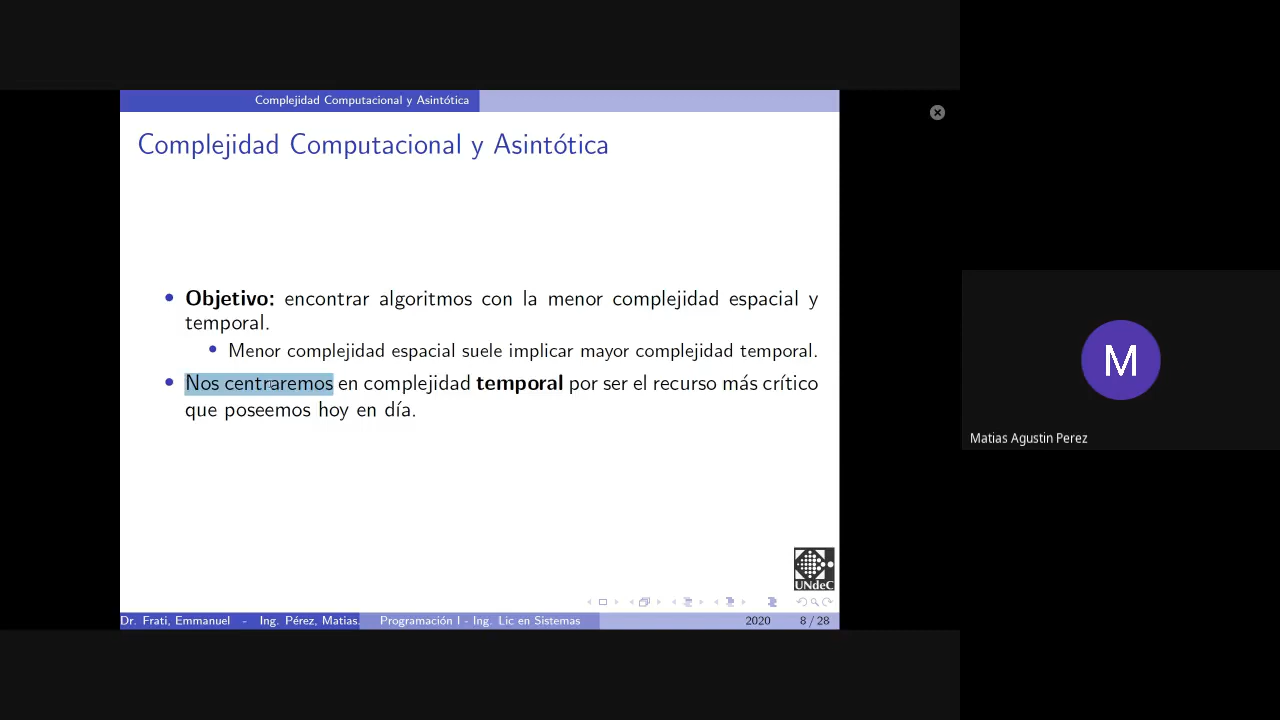 Complejidad Computacional y Asintótica
Complejidad Computacional y Asintótica
Objetivo: encontrar algoritmos con la menor complejidad espacial y
temporal.
Menor complejidad espacial suele implicar mayor complejidad temporal.
Nos centraremos en complejidad temporal por ser el recurso más crítico
que poseemos hoy en día.
UNdeC
Dr. Frati, Emmanuel - Ing. Pérez, Matias. Programación I - Ing. Lic en Sistemas 2020 8 / 28
M
Matias Agustin Perez